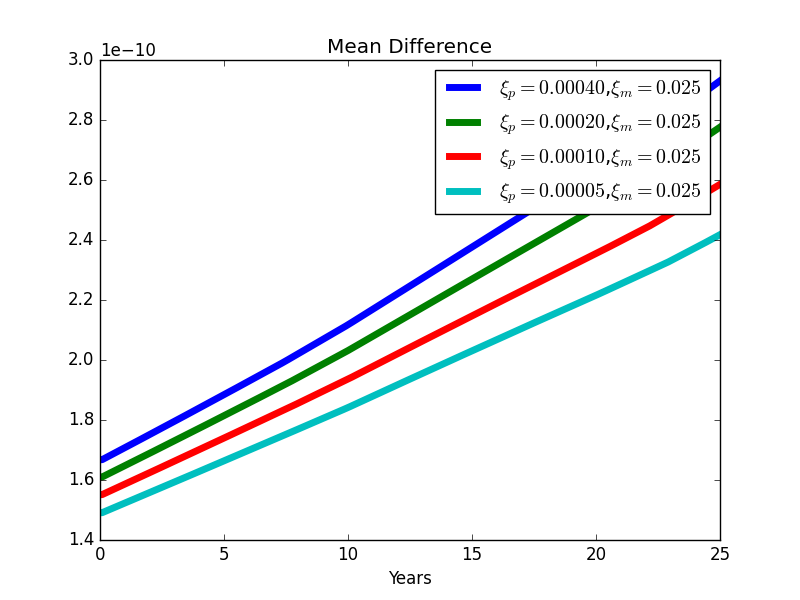 Mean Difference
1e−10
3.0
2.8
2.6
2.4
2.2
2.0
1.8
1.6
1.4
ξp = 0.00040,ξm = 0.025
ξp = 0.00020,ξm = 0.025
ξp = 0.00010,ξm = 0.025
ξp = 0.00005,ξm = 0.025
0 5 10 15 20 25
Years